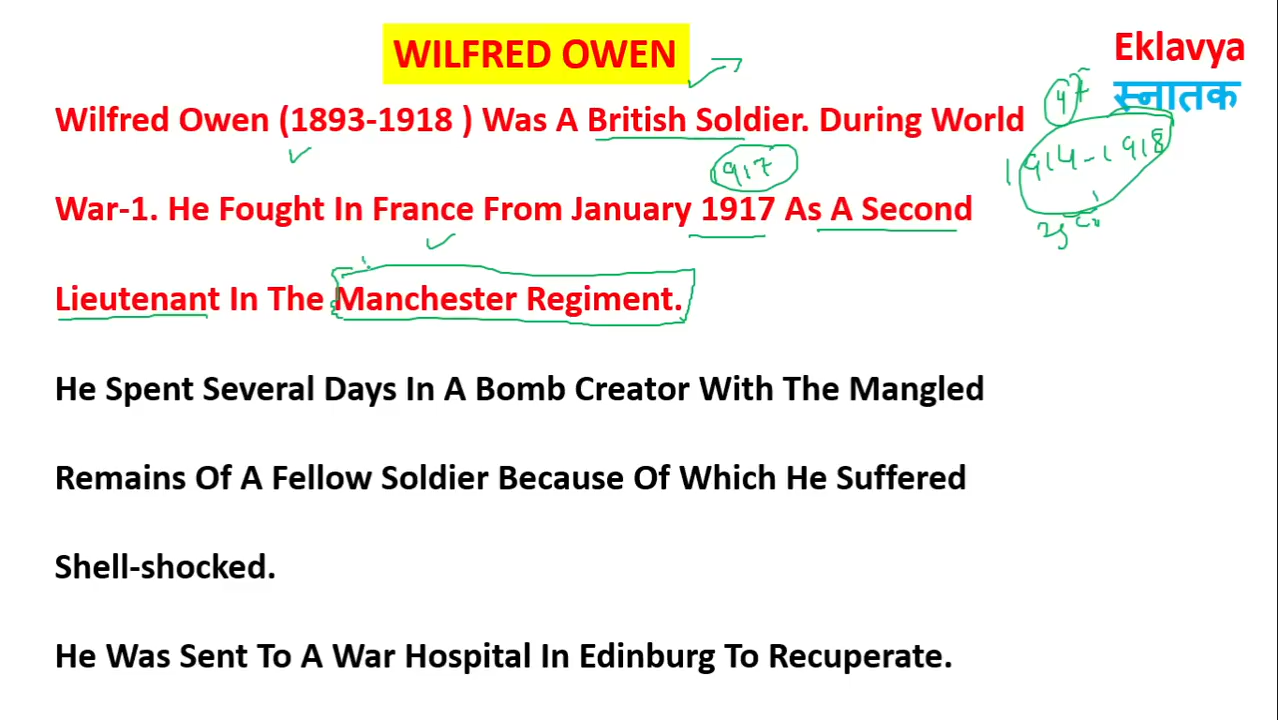 WILFRED OWEN
Eklavya
स्नातक
47
Wilfred Owen (1893-1918 ) Was A British Soldier. During World
1914-1918
1917
War-1. He Fought In France From January 1917 As A Second
Lieutenant In The Manchester Regiment.
He Spent Several Days In A Bomb Creator With The Mangled
Remains Of A Fellow Soldier Because Of Which He Suffered
Shell-shocked.
He Was Sent To A War Hospital In Edinburg To Recuperate.